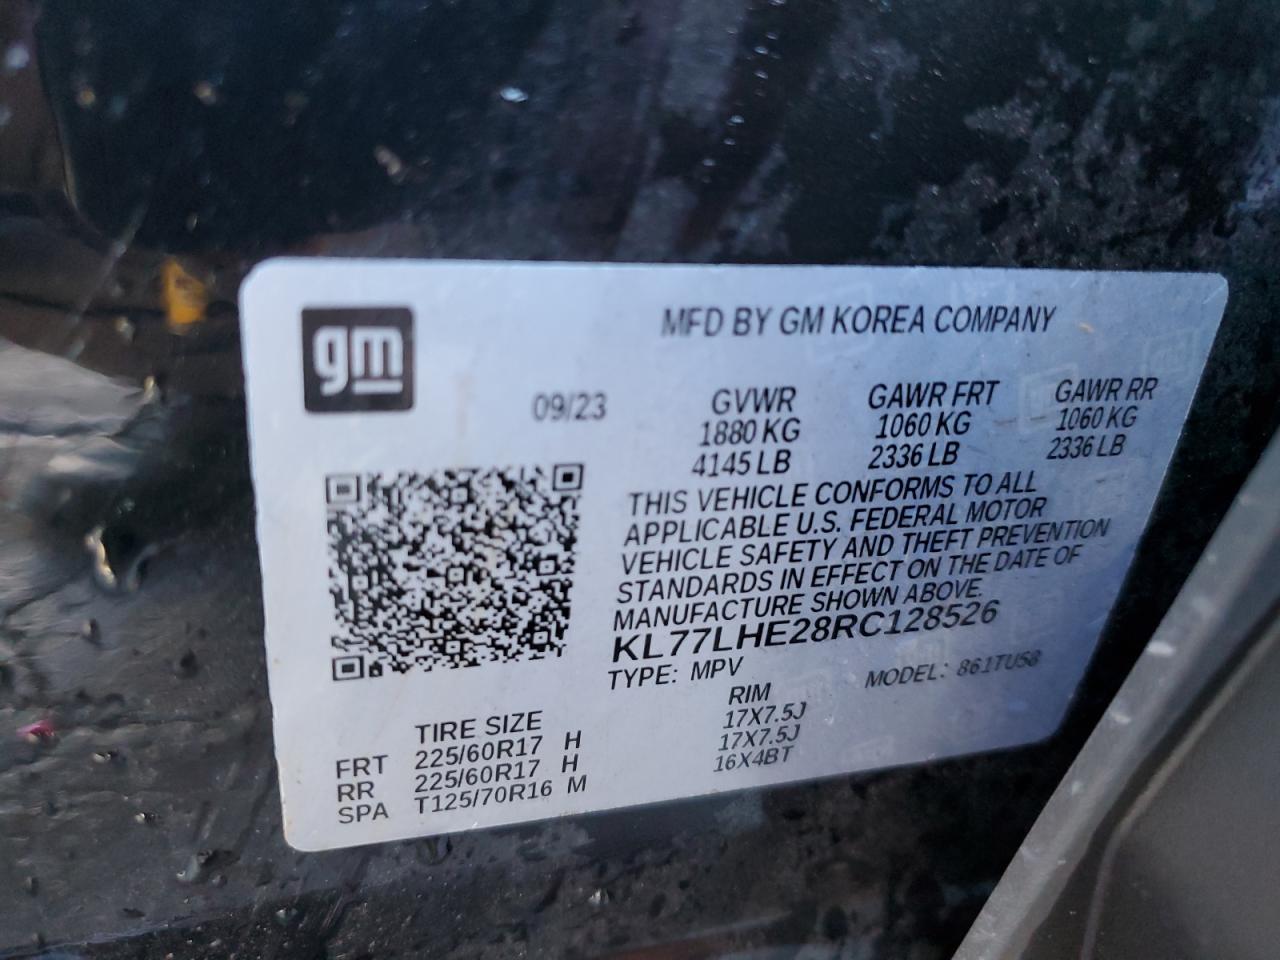 gm
MFD BY GM KOREA COMPANY
09/23
GVWR GAWR FRT GAWR RR
1880 KG 1060 KG 1060 KG
4145 LB 2336 LB 2336 LB
THIS VEHICLE CONFORMS TO ALL
APPLICABLE U.S. FEDERAL MOTOR
VEHICLE SAFETY AND THEFT PREVENTION
STANDARDS IN EFFECT ON THE DATE OF
MANUFACTURE SHOWN ABOVE.
KL77LHE28RC128526
TYPE: MPV MODEL: 861TU58
TIRE SIZE RIM
FRT 225/60R17 H 17X7.5J
RR 225/60R17 H 17X7.5J
SPA T125/70R16 M 16X4BT